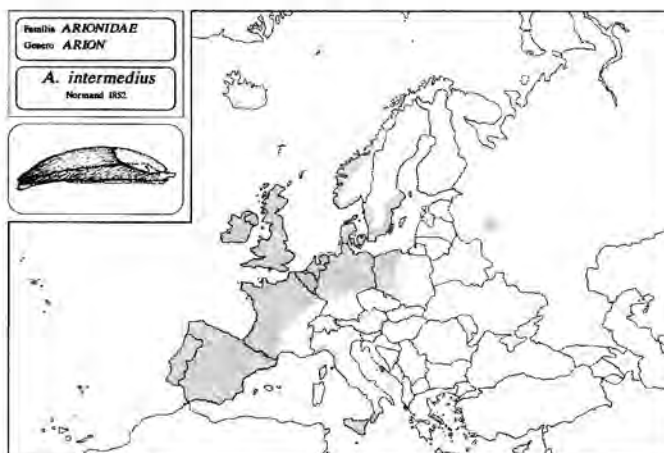 Familia ARIONIDAE
Genero ARION
A. intermedius
Normand 1852